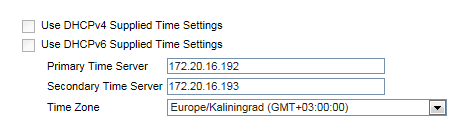 Use DHCPv4 Supplied Time Settings
Use DHCPv6 Supplied Time Settings
Primary Time Server 172.20.16.192
Secondary Time Server 172.20.16.193
Time Zone Europe/Kaliningrad (GMT+03:00:00)